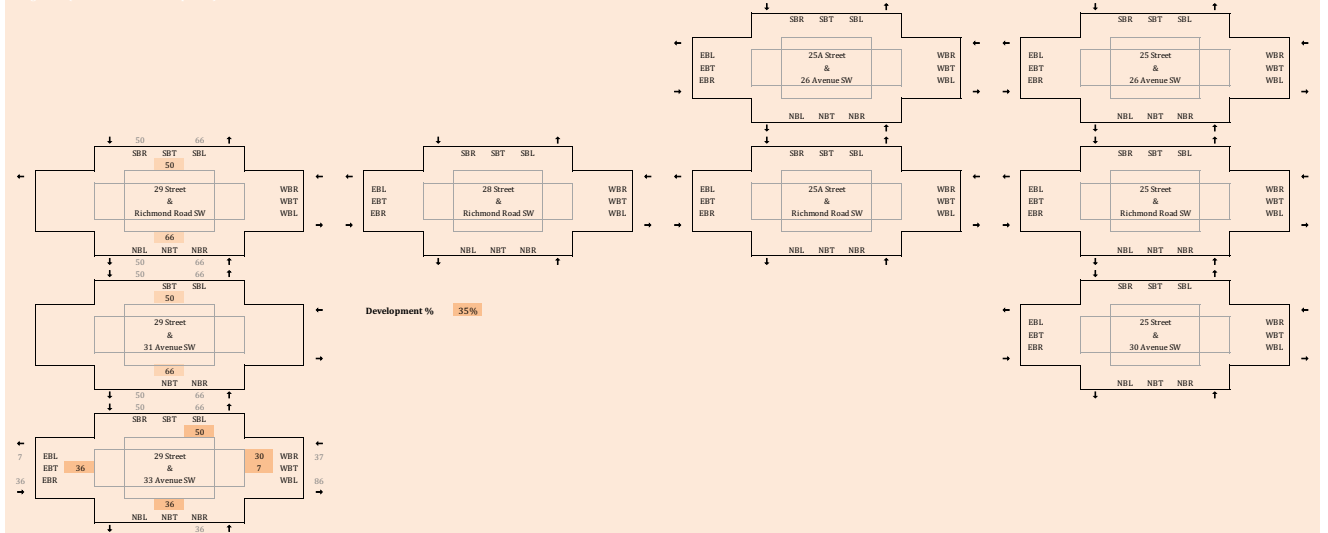 SBR SBT SBL SBR SBT SBL
EBL 25A Street WBR EBL 25 Street WBR
EBT & WBT EBT & WBT
EBR 26 Avenue SW WBL EBR 26 Avenue SW WBL
NBL NBT NBR NBL NBT NBR
50 66
SBR SBT SBL SBR SBT SBL SBR SBT SBL SBR SBT SBL
50
29 Street WBR EBL 28 Street WBR EBL 25A Street WBR EBL 25 Street WBR
& WBT EBT & WBT EBT & WBT EBT & WBT
Richmond Road SW WBL EBR Richmond Road SW WBL EBR Richmond Road SW WBL EBR Richmond Road SW WBL
66
NBL NBT NBR NBL NBT NBR NBL NBT NBR NBL NBT NBR
50 66
50 66
SBT SBL SBR SBT SBL
50
Development % 35%
29 Street EBL 25 Street WBR
& EBT & WBT
31 Avenue SW EBR 30 Avenue SW WBL
66
NBT NBR NBL NBT NBR
50 66
50 66
SBR SBT SBL
50
7 EBL 29 Street 30 WBR 37
EBT 36 & 7 WBT
36 EBR 33 Avenue SW WBL 86
36
NBL NBT NBR
36